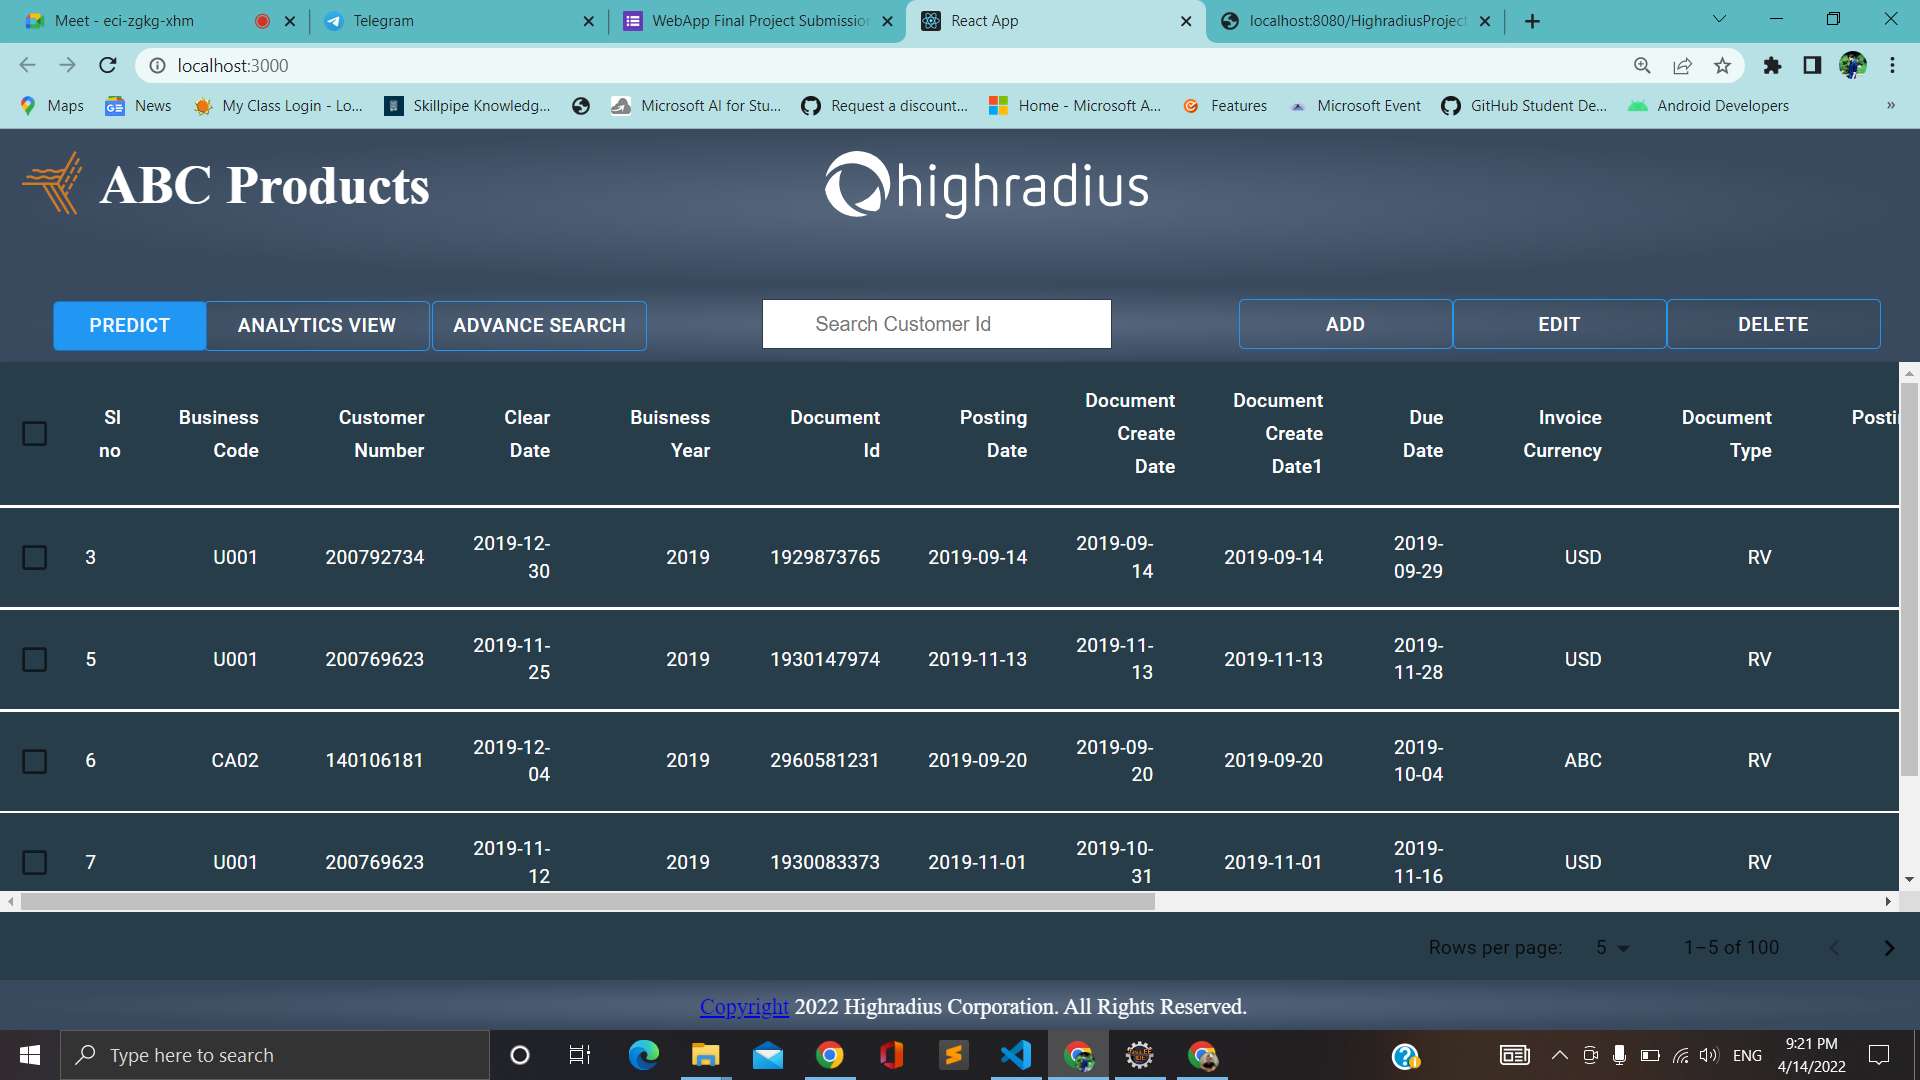 Meet - eci-zgkg-xhm
Telegram
WebApp Final Project Submission
React App
localhost:8080/HighradiusProject
localhost:3000
Maps
News
My Class Login - Lo...
Skillpipe Knowledg...
Microsoft AI for Stu...
Request a discount...
Home - Microsoft A...
Features
Microsoft Event
GitHub Student De...
Android Developers
»
ABC Products
highradius
PREDICT
ANALYTICS VIEW
ADVANCE SEARCH
Search Customer Id
ADD
EDIT
DELETE
Sl no
Business Code
Customer Number
Clear Date
Buisness Year
Document Id
Posting Date
Document Create Date
Document Create Date1
Due Date
Invoice Currency
Document Type
Posti
3 U001 200792734 2019-12-30 2019 1929873765 2019-09-14 2019-09-14 2019-09-14 2019-09-29 USD RV
5 U001 200769623 2019-11-25 2019 1930147974 2019-11-13 2019-11-13 2019-11-13 2019-11-28 USD RV
6 CA02 140106181 2019-12-04 2019 2960581231 2019-09-20 2019-09-20 2019-09-20 2019-10-04 ABC RV
7 U001 200769623 2019-11-12 2019 1930083373 2019-11-01 2019-10-31 2019-11-01 2019-11-16 USD RV
Rows per page: 5 1–5 of 100
Copyright 2022 Highradius Corporation. All Rights Reserved.
Type here to search
ENG
9:21 PM
4/14/2022